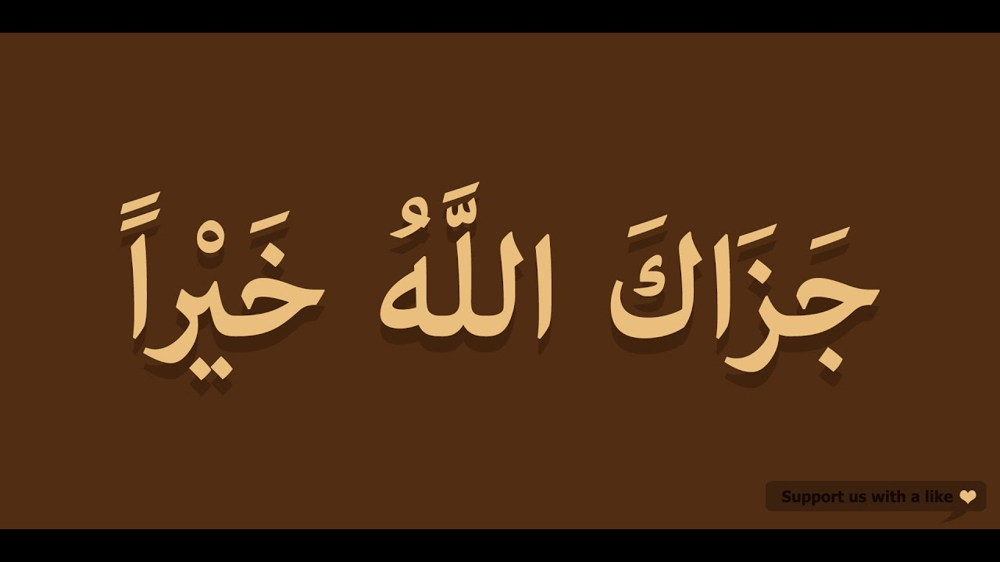 جَزَاكَ اللَّهُ خَيْراً
Support us with a like ❤